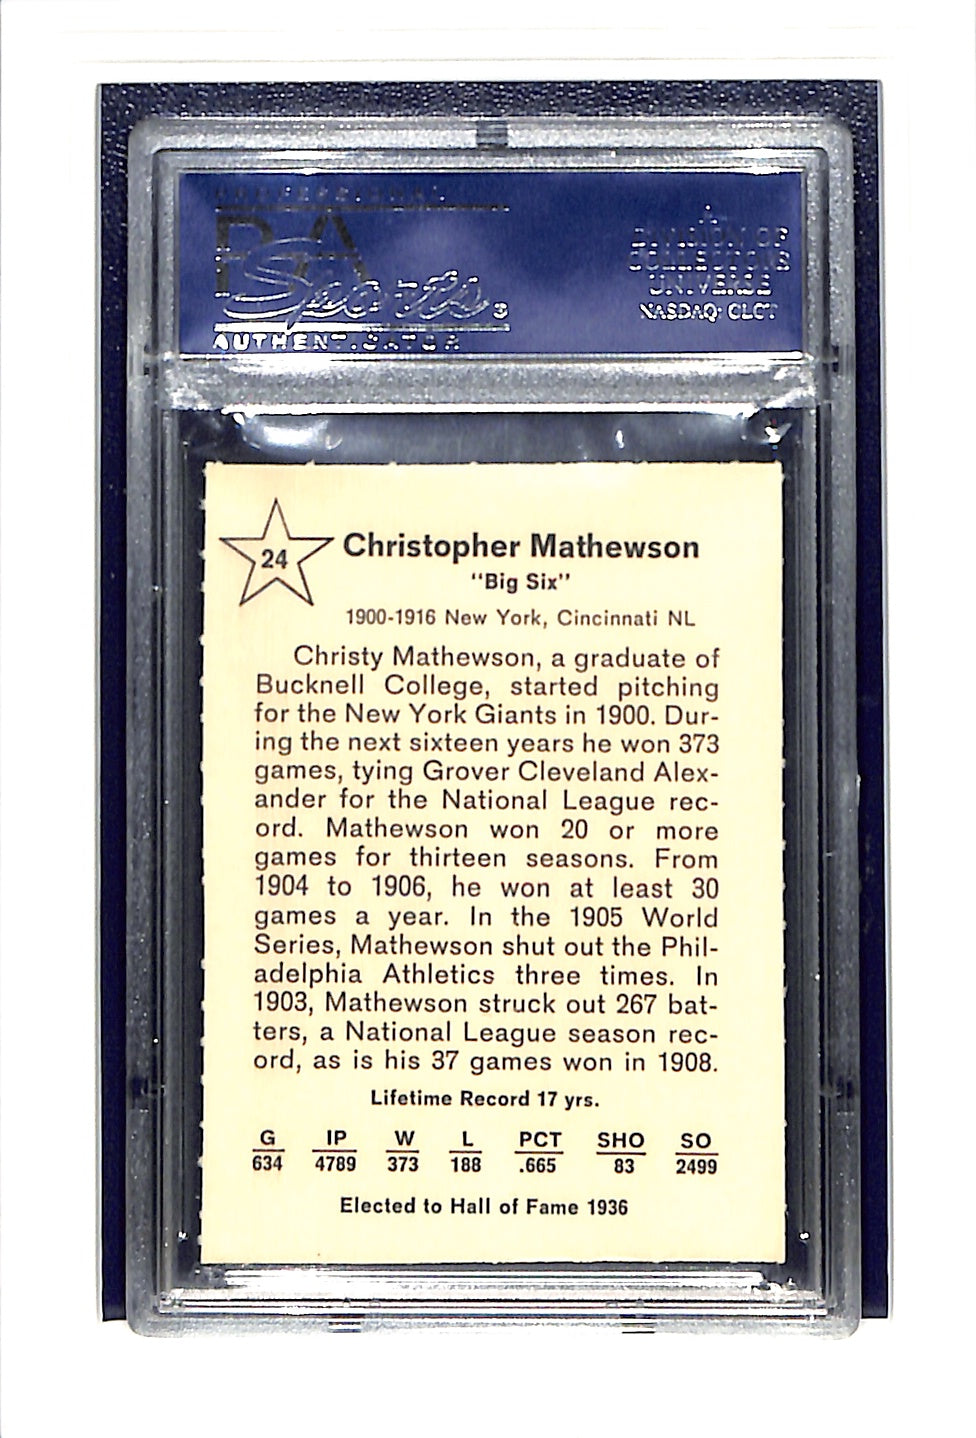 PROFESSIONAL
PSA
Sports
AUTHENTICATOR
A
DIVISION OF
COLLECTORS
UNIVERSE
NASDAQ: CLCT
24
Christopher Mathewson
"Big Six"
1900-1916 New York, Cincinnati NL
Christy Mathewson, a graduate of
Bucknell College, started pitching
for the New York Giants in 1900. Dur-
ing the next sixteen years he won 373
games, tying Grover Cleveland Alex-
ander for the National League rec-
ord. Mathewson won 20 or more
games for thirteen seasons. From
1904 to 1906, he won at least 30
games a year. In the 1905 World
Series, Mathewson shut out the Phil-
adelphia Athletics three times. In
1903, Mathewson struck out 267 bat-
ters, a National League season rec-
ord, as is his 37 games won in 1908.
Lifetime Record 17 yrs.
G IP W L PCT SHO SO
634 4789 373 188 .665 83 2499
Elected to Hall of Fame 1936